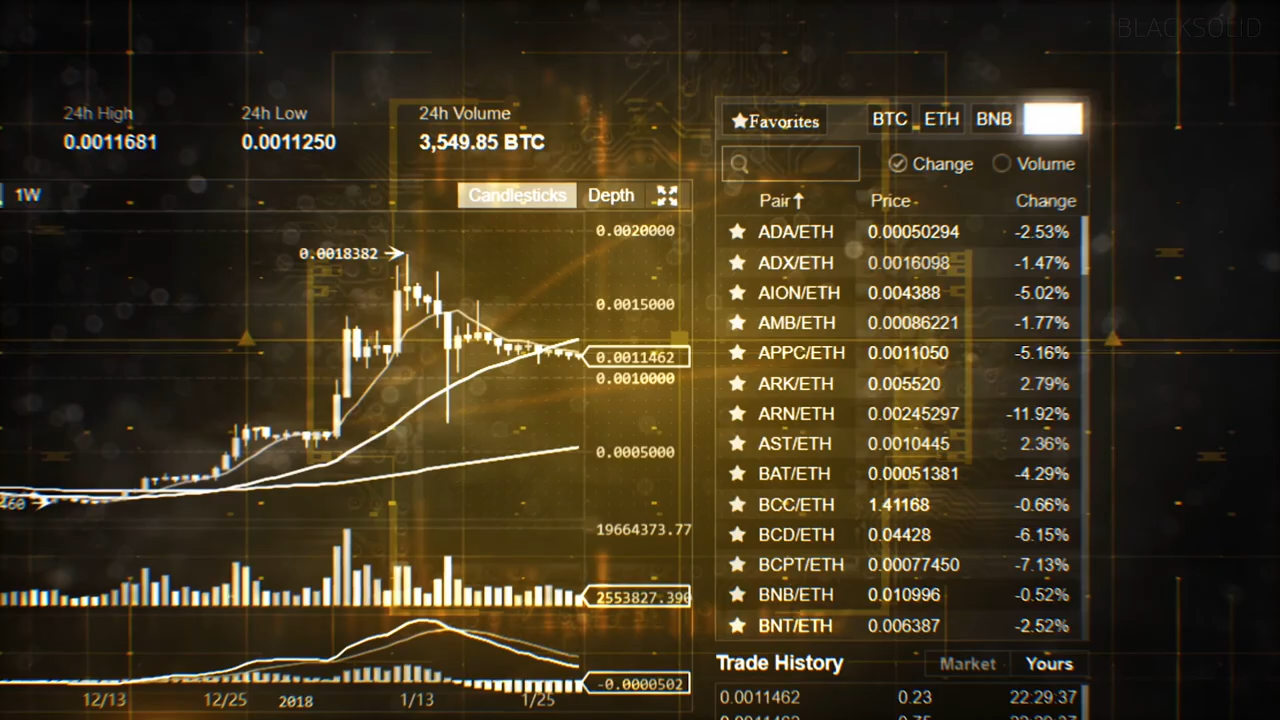 BLACKSOLID
24h High 24h Low 24h Volume
0.0011681 0.0011250 3,549.85 BTC
★Favorites BTC ETH BNB
Change Volume
1W Candlesticks Depth
Pair↑ Price Change
0.0020000
0.0018382
0.0015000
0.0011462
0.0010000
0.0005000
460
19664373.77
2553827.390
-0.0000502
12/13 12/25 2018 1/13 1/25
ADA/ETH 0.00050294 -2.53%
ADX/ETH 0.0016098 -1.47%
AION/ETH 0.004388 -5.02%
AMB/ETH 0.00086221 -1.77%
APPC/ETH 0.0011050 -5.16%
ARK/ETH 0.005520 2.79%
ARN/ETH 0.00245297 -11.92%
AST/ETH 0.0010445 2.36%
BAT/ETH 0.00051381 -4.29%
BCC/ETH 1.41168 -0.66%
BCD/ETH 0.04428 -6.15%
BCPT/ETH 0.00077450 -7.13%
BNB/ETH 0.010996 -0.52%
BNT/ETH 0.006387 -2.52%
Trade History Market Yours
0.0011462 0.23 22:29:37